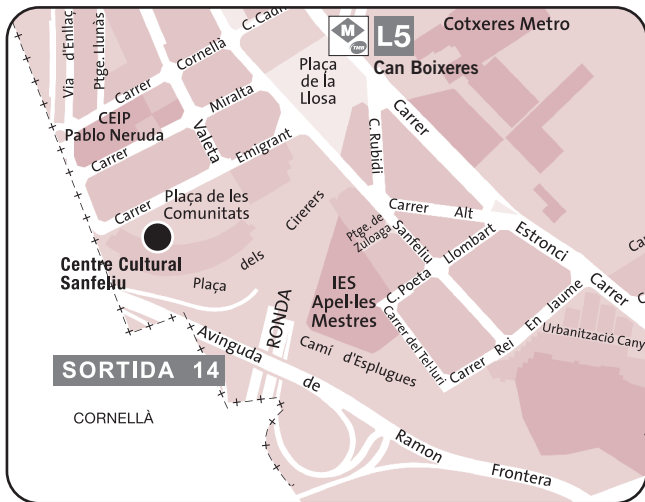 Via d'Enllaç
Ptge. Llunàs
Carrer Cornellà
C. Cadí
M
TMB
L5
Can Boixeres
Cotxeres Metro
Plaça
de la
Llosa
CEIP
Pablo Neruda
Carrer Miralta
Valeta
Carrer Emigrant
C. Rubidi
Carrer
Estronci
Carrer
Carrer Alt
Plaça de les
Comunitats
Plaça dels Cirerers
Ptge. de
Zuloaga
Sanfeliu
Llombart
C. Poeta
Centre Cultural
Sanfeliu
IES
Apel·les
Mestres
RONDA
Carrer del Tel·luri
Carrer Rei En Jaume
Urbanització Cany
Camí d'Esplugues
Avinguda de Ramon Frontera
SORTIDA 14
CORNELLÀ